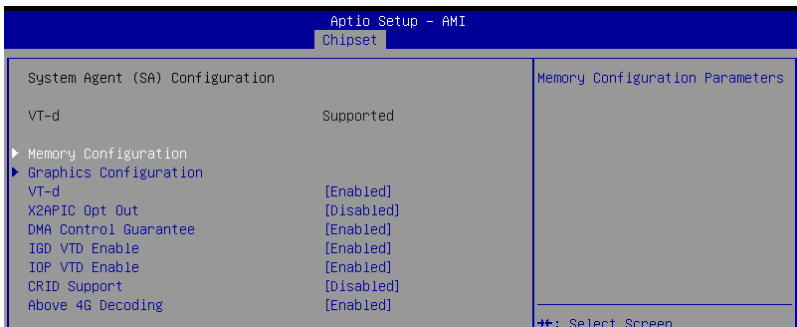 Aptio Setup – AMI
Chipset
System Agent (SA) Configuration
Memory Configuration Parameters
VT-d Supported
Memory Configuration
Graphics Configuration
VT-d [Enabled]
X2APIC Opt Out [Disabled]
DMA Control Guarantee [Enabled]
IGD VTD Enable [Enabled]
IOP VTD Enable [Enabled]
CRID Support [Disabled]
Above 4G Decoding [Enabled]
→←: Select Screen